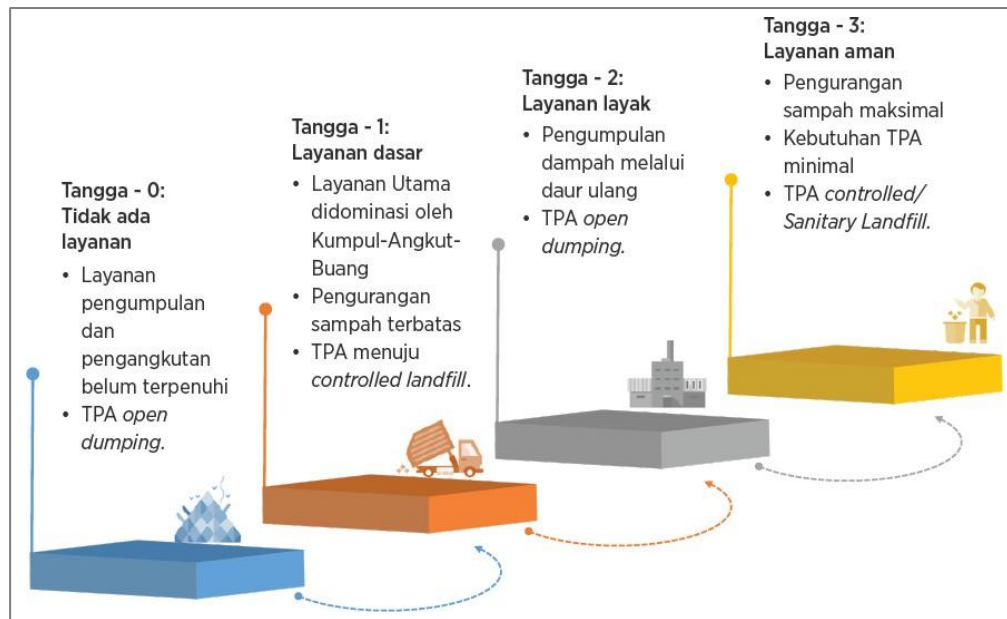 Tangga - 0:
Tidak ada
layanan
• Layanan
pengumpulan
dan
pengangkutan
belum terpenuhi
• TPA open
dumping.
Tangga - 1:
Layanan dasar
• Layanan Utama
didominasi oleh
Kumpul-Angkut-
Buang
• Pengurangan
sampah terbatas
• TPA menuju
controlled landfill.
Tangga - 2:
Layanan layak
• Pengumpulan
dampah melalui
daur ulang
• TPA open
dumping.
Tangga - 3:
Layanan aman
• Pengurangan
sampah maksimal
• Kebutuhan TPA
minimal
• TPA controlled/
Sanitary Landfill.